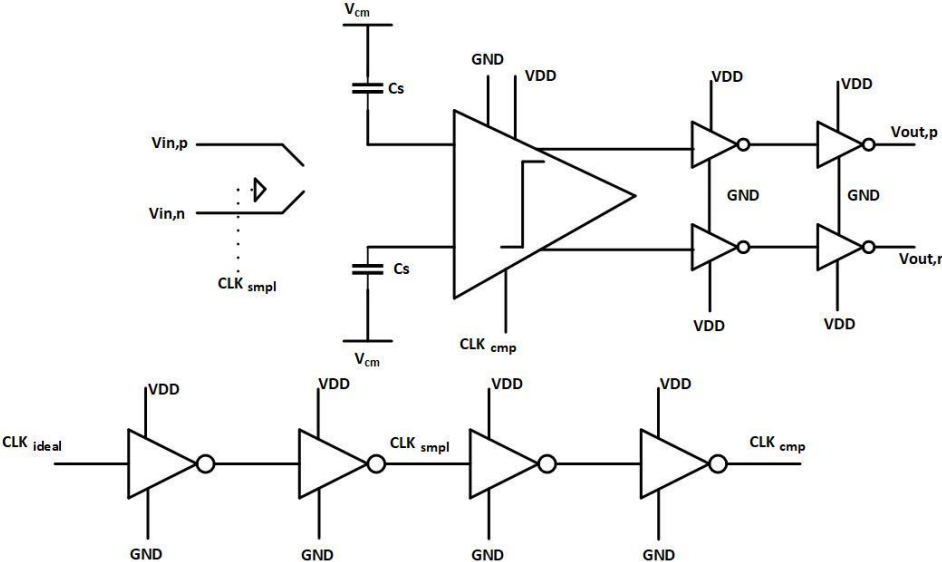 Vcm
Cs
GND
VDD
VDD
VDD
Vin,p
Vout,p
GND
GND
Vin,n
Vout,n
Cs
CLK smpl
VDD
VDD
CLK cmp
Vcm
VDD
VDD
VDD
VDD
CLK ideal
CLK smpl
CLK cmp
GND
GND
GND
GND